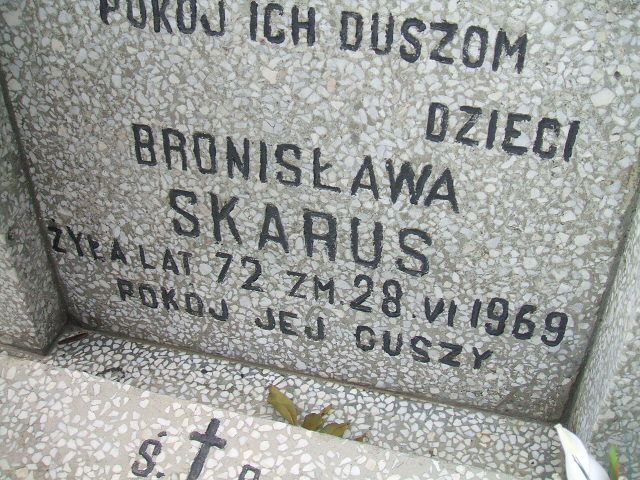 POKÓJ ICH DUSZOM
DZIECI
BRONISŁAWA
SKARUS
ŻYŁA LAT 72 ZM. 28.VI 1969
POKÓJ JEJ DUSZY
Ś. †